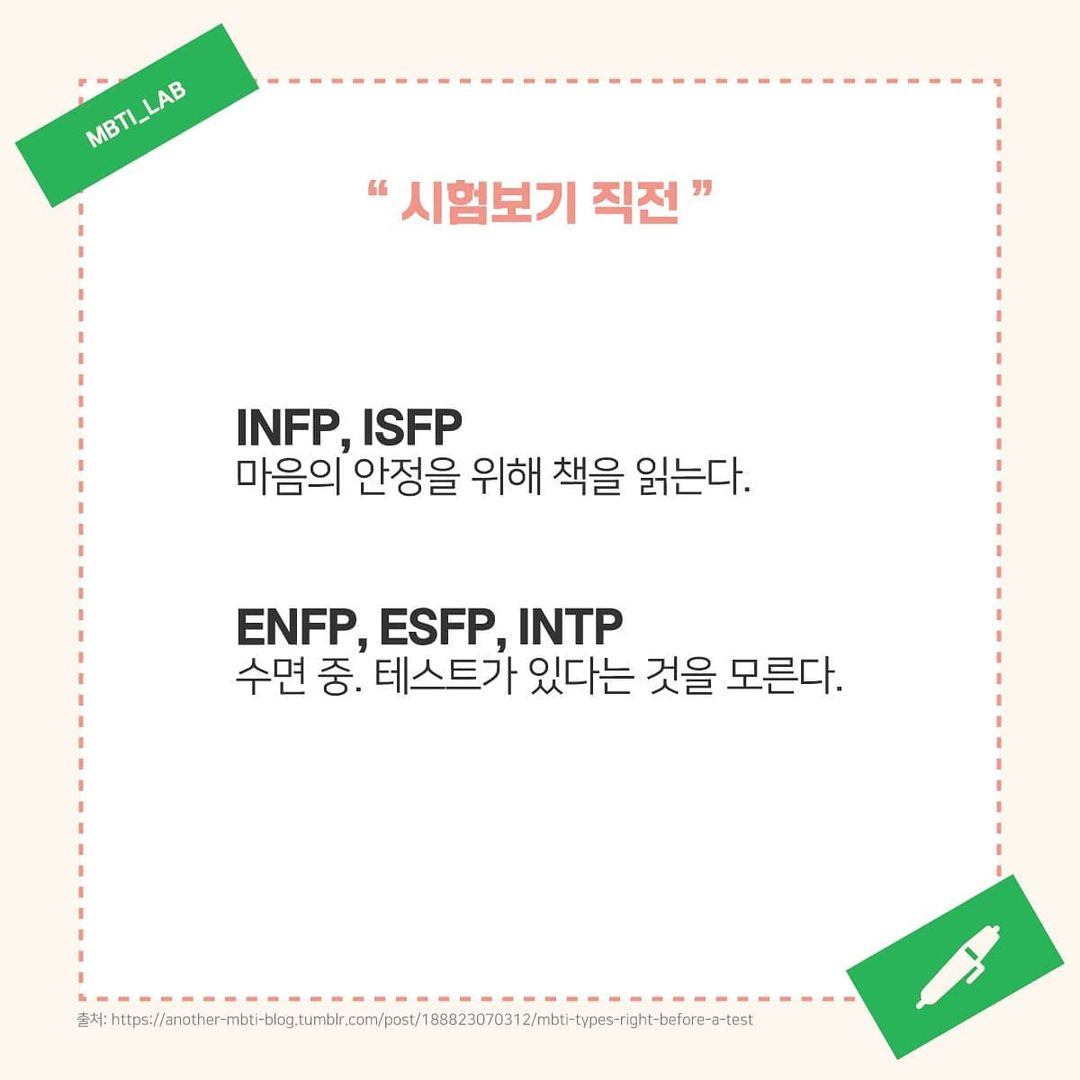 MBTI_LAB
“ 시험보기 직전 ”
INFP, ISFP
마음의 안정을 위해 책을 읽는다.
ENFP, ESFP, INTP
수면 중. 테스트가 있다는 것을 모른다.
출처: https://another-mbti-blog.tumblr.com/post/188823070312/mbti-types-right-before-a-test